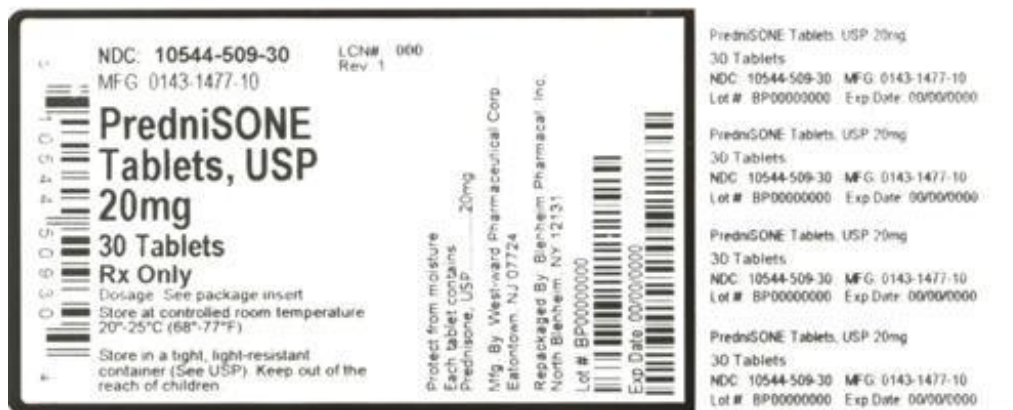 NDC: 10544-509-30
LCN#: 000
Rev. 1
MFG 0143-1477-10
PredniSONE
Tablets, USP
20mg
30 Tablets
Rx Only
Dosage: See package insert
Store at controlled room temperature
20°-25°C (68°-77°F)
Store in a tight, light-resistant
container (See USP). Keep out of the
reach of children
Protect from moisture
Each tablet contains
Prednisone, USP........20mg
Mfg. By West-ward Pharmaceutical Corp.
Eatontown, NJ 07724
Repackaged By Blenheim Pharmacal, Inc.
North Blenheim, NY 12131
Lot # BP00000000
Exp Date: 00/00/0000
PredniSONE Tablets, USP 20mg
30 Tablets
NDC: 10544-509-30 MFG: 0143-1477-10
Lot # BP00000000 Exp Date: 00/00/0000
PredniSONE Tablets, USP 20mg
30 Tablets
NDC: 10544-509-30 MFG: 0143-1477-10
Lot # BP00000000 Exp Date: 00/00/0000
PredniSONE Tablets, USP 20mg
30 Tablets
NDC: 10544-509-30 MFG: 0143-1477-10
Lot # BP00000000 Exp Date: 00/00/0000
PredniSONE Tablets, USP 20mg
30 Tablets
NDC: 10544-509-30 MFG: 0143-1477-10
Lot # BP00000000 Exp Date: 00/00/0000